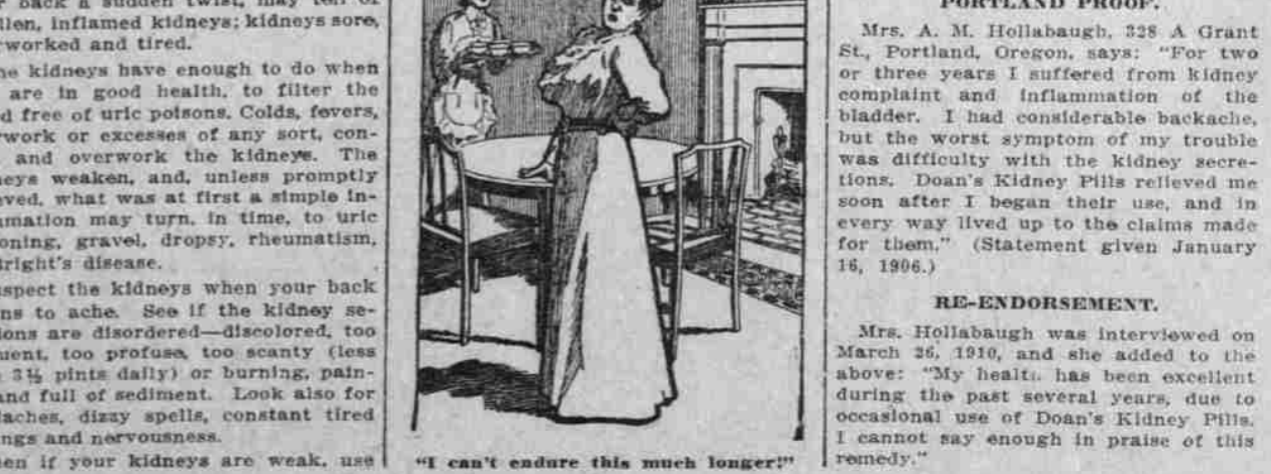 back a sudden twist, may tell of
llen, inflamed kidneys; kidneys sore,
rworked and tired.
he kidneys have enough to do when
are in good health, to filter the
d free of uric poisons. Colds, fevers,
rwork or excesses of any sort, con-
and overwork the kidneys. The
neys weaken, and, unless promptly
eved, what was at first a simple in-
mmation may turn, in time, to uric
oning, gravel, dropsy, rheumatism,
Bright's disease.
uspect the kidneys when your back
ns to ache. See if the kidney se-
ions are disordered—discolored, too
uent, too profuse, too scanty (less
3½ pints daily) or burning, pain-
and full of sediment. Look also for
laches, dizzy spells, constant tired
ngs and nervousness.
en if your kidneys are weak, use
"I can't endure this much longer!"
PORTLAND PROOF.
Mrs. A. M. Hollabaugh, 328 A Grant
St., Portland, Oregon, says: "For two
or three years I suffered from kidney
complaint and inflammation of the
bladder. I had considerable backache,
but the worst symptom of my trouble
was difficulty with the kidney secre-
tions. Doan's Kidney Pills relieved me
soon after I began their use, and in
every way lived up to the claims made
for them." (Statement given January
16, 1906.)
RE-ENDORSEMENT.
Mrs. Hollabaugh was interviewed on
March 26, 1910, and she added to the
above: "My health has been excellent
during the past several years, due to
occasional use of Doan's Kidney Pills.
I cannot say enough in praise of this
remedy."